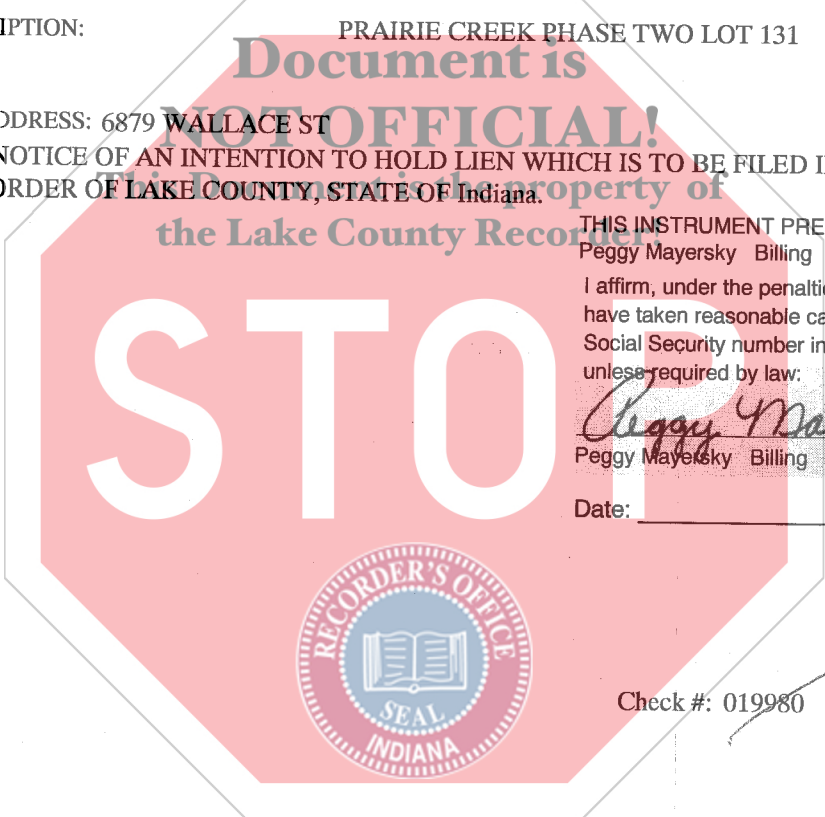 IPTION: PRAIRIE CREEK PHASE TWO LOT 131
Document is
NOT OFFICIAL!
DDRESS: 6879 WALLACE ST
NOTICE OF AN INTENTION TO HOLD LIEN WHICH IS TO BE FILED I
ORDER OF LAKE COUNTY, STATE OF Indiana.
This Document is the property of
the Lake County Recorder!
THIS INSTRUMENT PRE
Peggy Mayersky Billing
I affirm, under the penaltie
have taken reasonable ca
Social Security number in
unless required by law:
STOP
Peggy Ma
Peggy Mayersky Billing
Date:
RECORDER'S OFFICE
SEAL
INDIANA
Check #: 019980